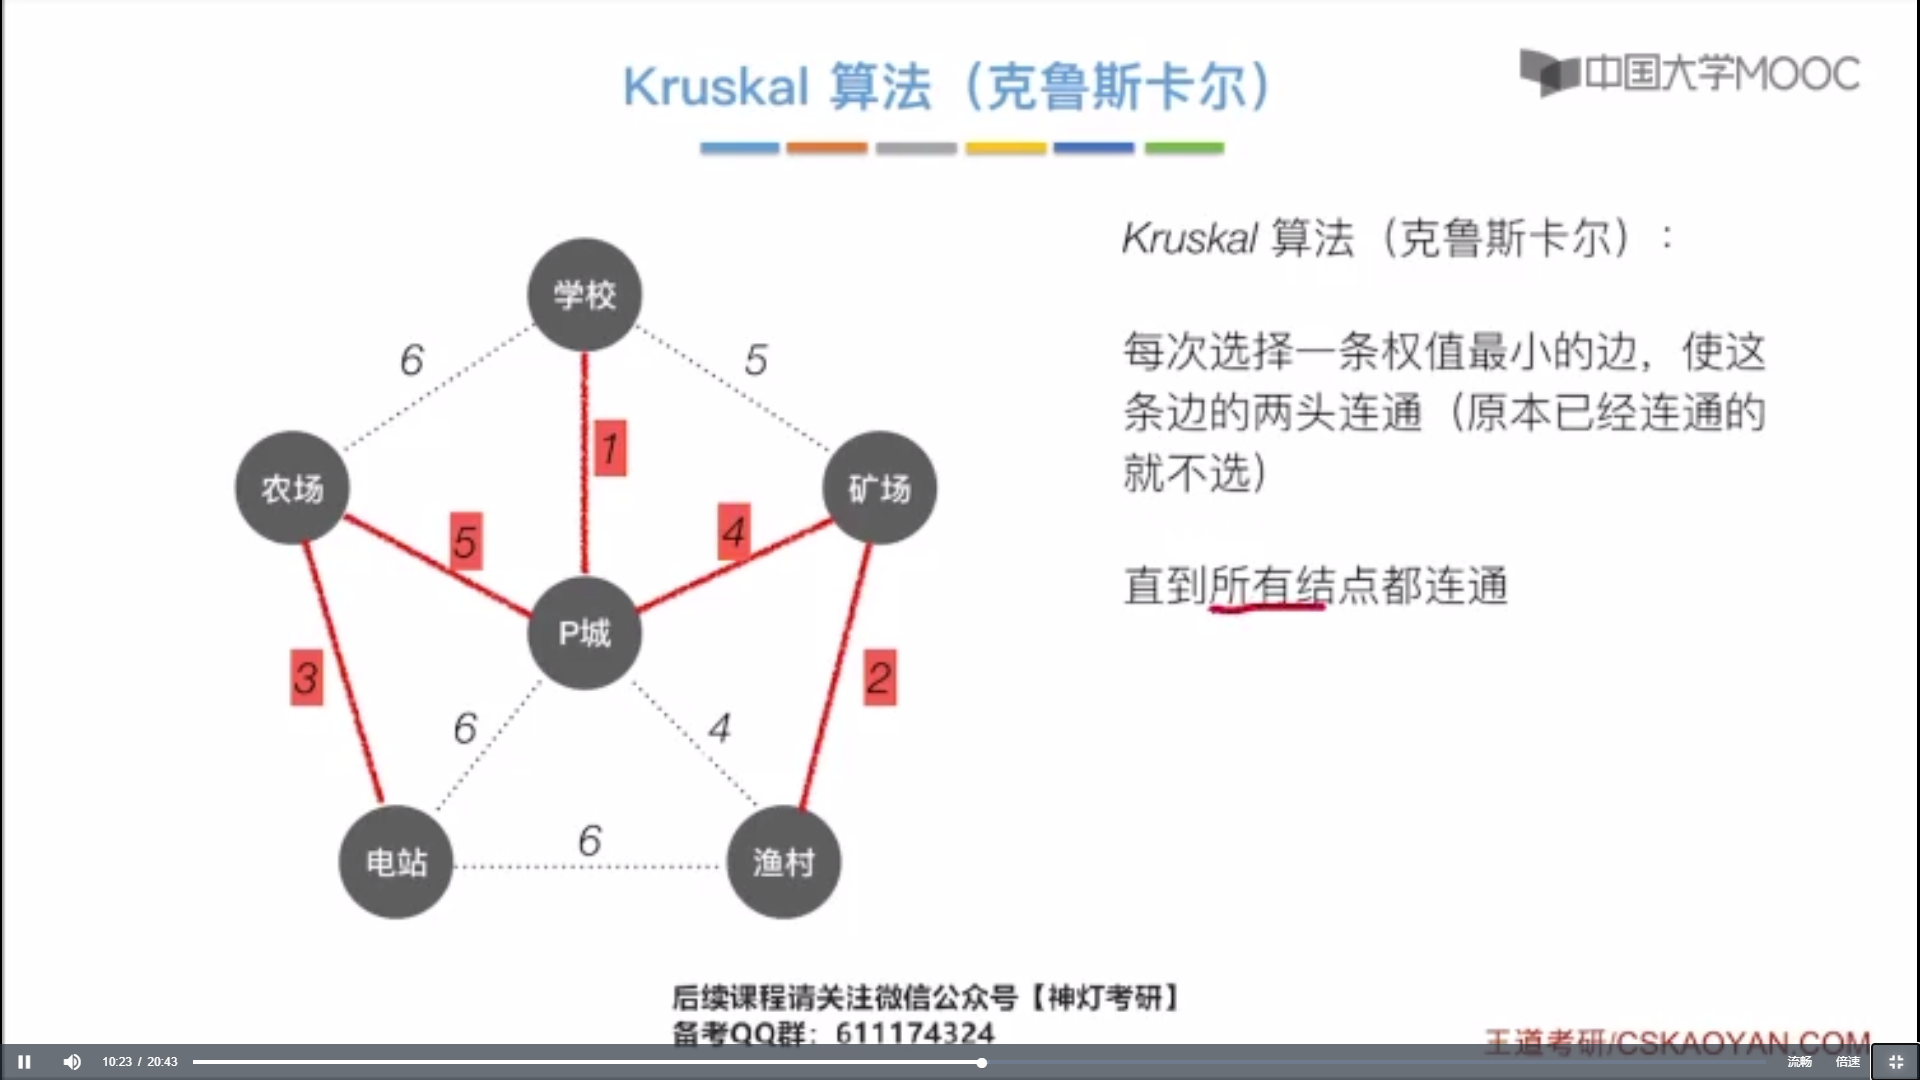 Kruskal 算法（克鲁斯卡尔）
中国大学MOOC
Kruskal 算法（克鲁斯卡尔）：
每次选择一条权值最小的边，使这
条边的两头连通（原本已经连通的
就不选）
直到所有结点都连通
学校
6
5
1
农场
矿场
5
4
P城
3
2
6
4
电站
6
渔村
后续课程请关注微信公众号【神灯考研】
备考QQ群：611174324
王道考研/CSKAOYAN.COM
10:23 / 20:43
流畅
倍速